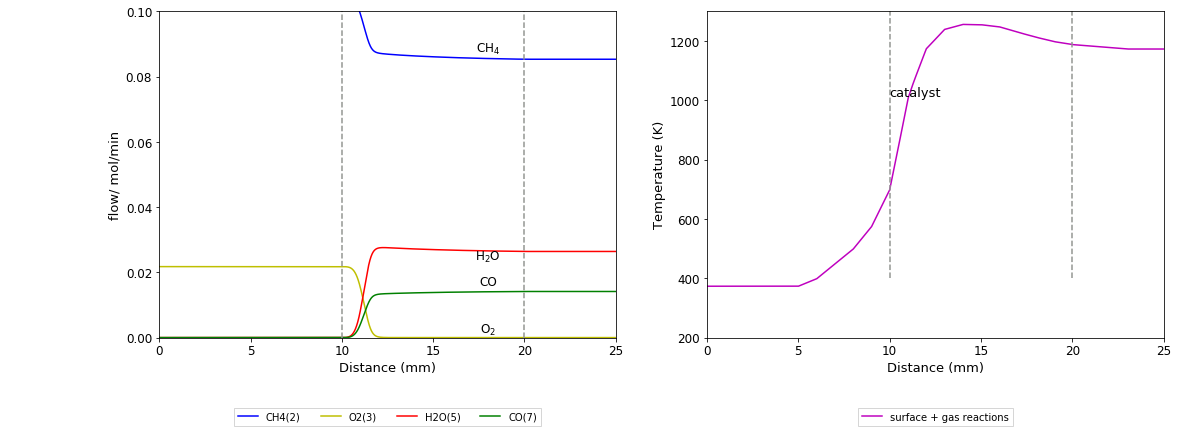 0.10
0.08
0.06
0.04
0.02
0.00
flow/ mol/min
CH₄
H₂O
CO
O₂
0 5 10 15 20 25
Distance (mm)
CH4(2) O2(3) H2O(5) CO(7)
1200
1000
800
600
400
200
Temperature (K)
catalyst
0 5 10 15 20 25
Distance (mm)
surface + gas reactions